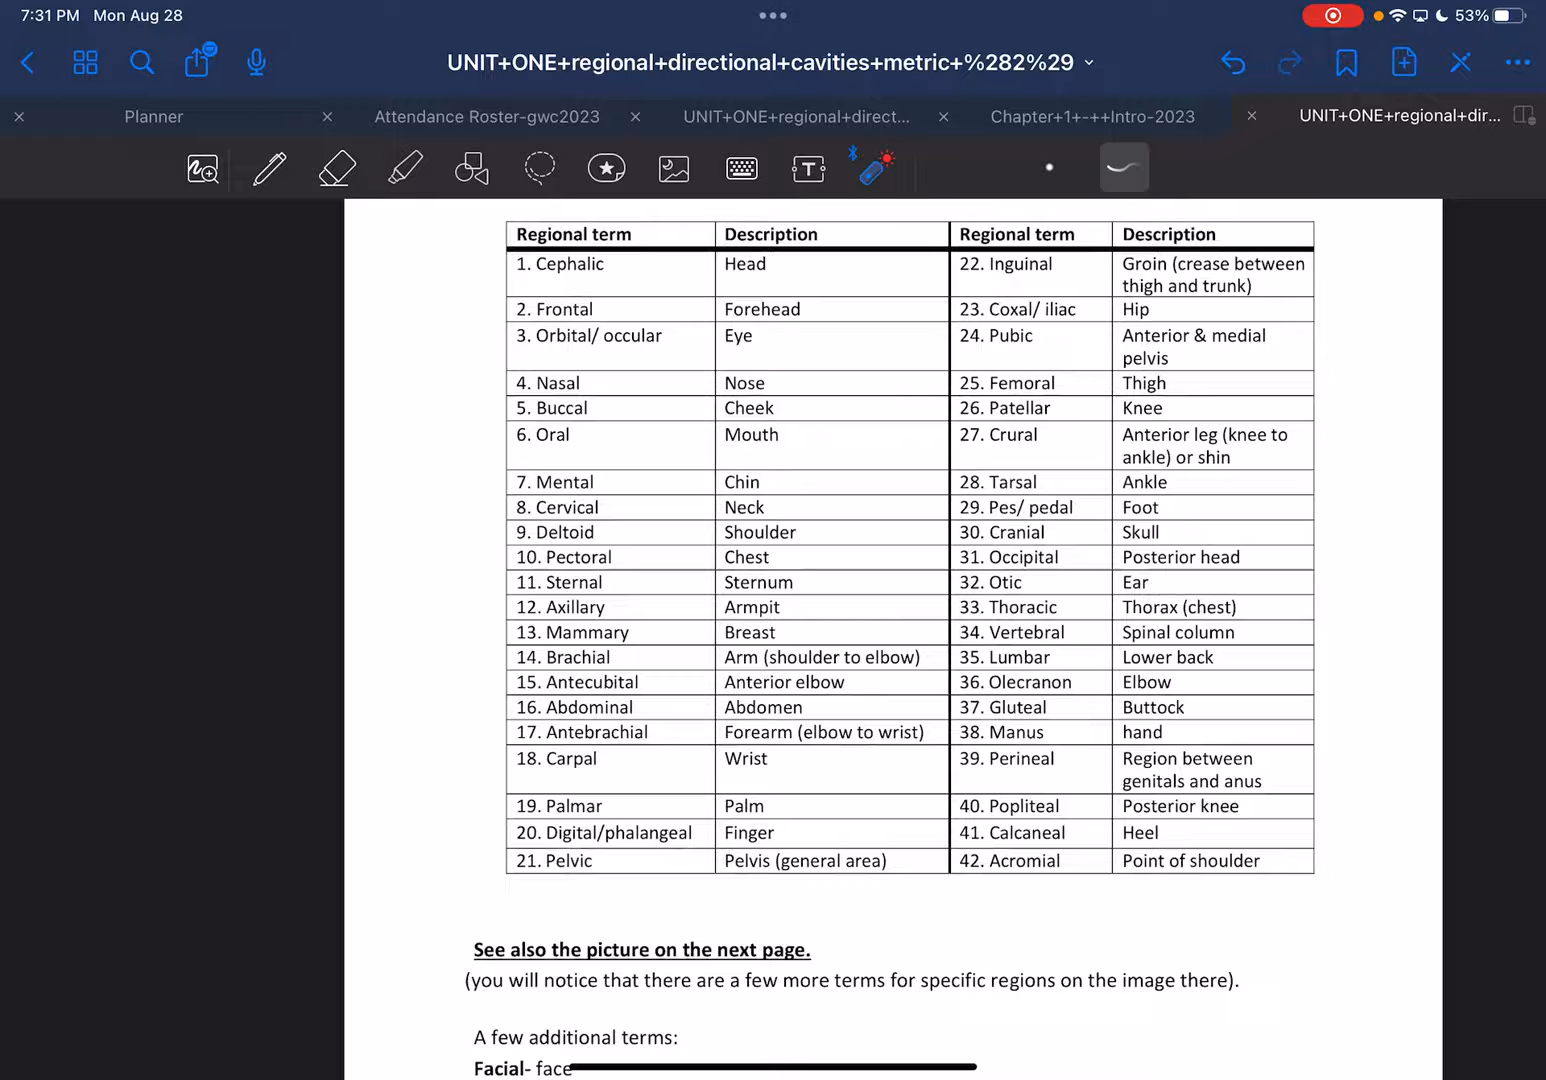 7:31 PM Mon Aug 28
53%
UNIT+ONE+regional+directional+cavities+metric+%282%29
Planner
Attendance Roster-gwc2023
UNIT+ONE+regional+direct...
Chapter+1+-++Intro-2023
UNIT+ONE+regional+dir...
Regional term Description Regional term Description
1. Cephalic Head 22. Inguinal Groin (crease between
thigh and trunk)
2. Frontal Forehead 23. Coxal/ iliac Hip
3. Orbital/ occular Eye 24. Pubic Anterior & medial
pelvis
4. Nasal Nose 25. Femoral Thigh
5. Buccal Cheek 26. Patellar Knee
6. Oral Mouth 27. Crural Anterior leg (knee to
ankle) or shin
7. Mental Chin 28. Tarsal Ankle
8. Cervical Neck 29. Pes/ pedal Foot
9. Deltoid Shoulder 30. Cranial Skull
10. Pectoral Chest 31. Occipital Posterior head
11. Sternal Sternum 32. Otic Ear
12. Axillary Armpit 33. Thoracic Thorax (chest)
13. Mammary Breast 34. Vertebral Spinal column
14. Brachial Arm (shoulder to elbow) 35. Lumbar Lower back
15. Antecubital Anterior elbow 36. Olecranon Elbow
16. Abdominal Abdomen 37. Gluteal Buttock
17. Antebrachial Forearm (elbow to wrist) 38. Manus hand
18. Carpal Wrist 39. Perineal Region between
genitals and anus
19. Palmar Palm 40. Popliteal Posterior knee
20. Digital/phalangeal Finger 41. Calcaneal Heel
21. Pelvic Pelvis (general area) 42. Acromial Point of shoulder
See also the picture on the next page.
(you will notice that there are a few more terms for specific regions on the image there).
A few additional terms:
Facial- face